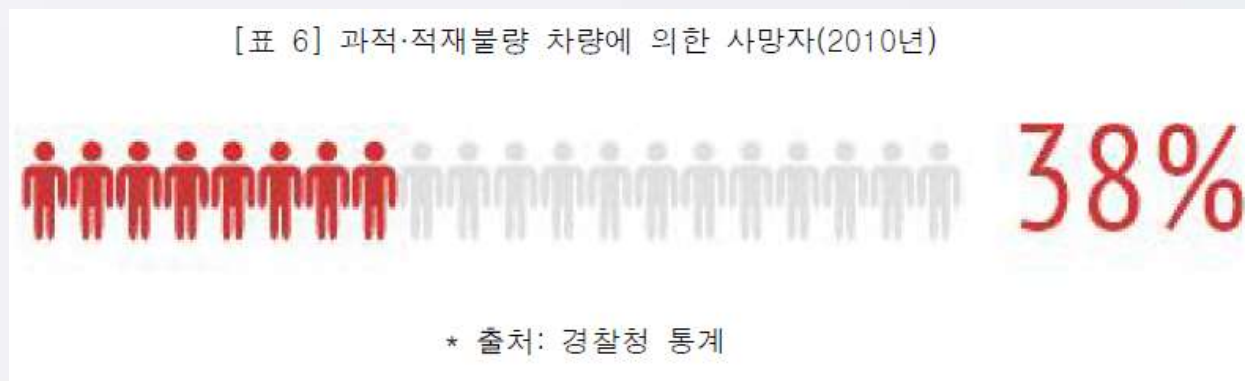 [표 6] 과적·적재불량 차량에 의한 사망자(2010년)
38%
* 출처: 경찰청 통계